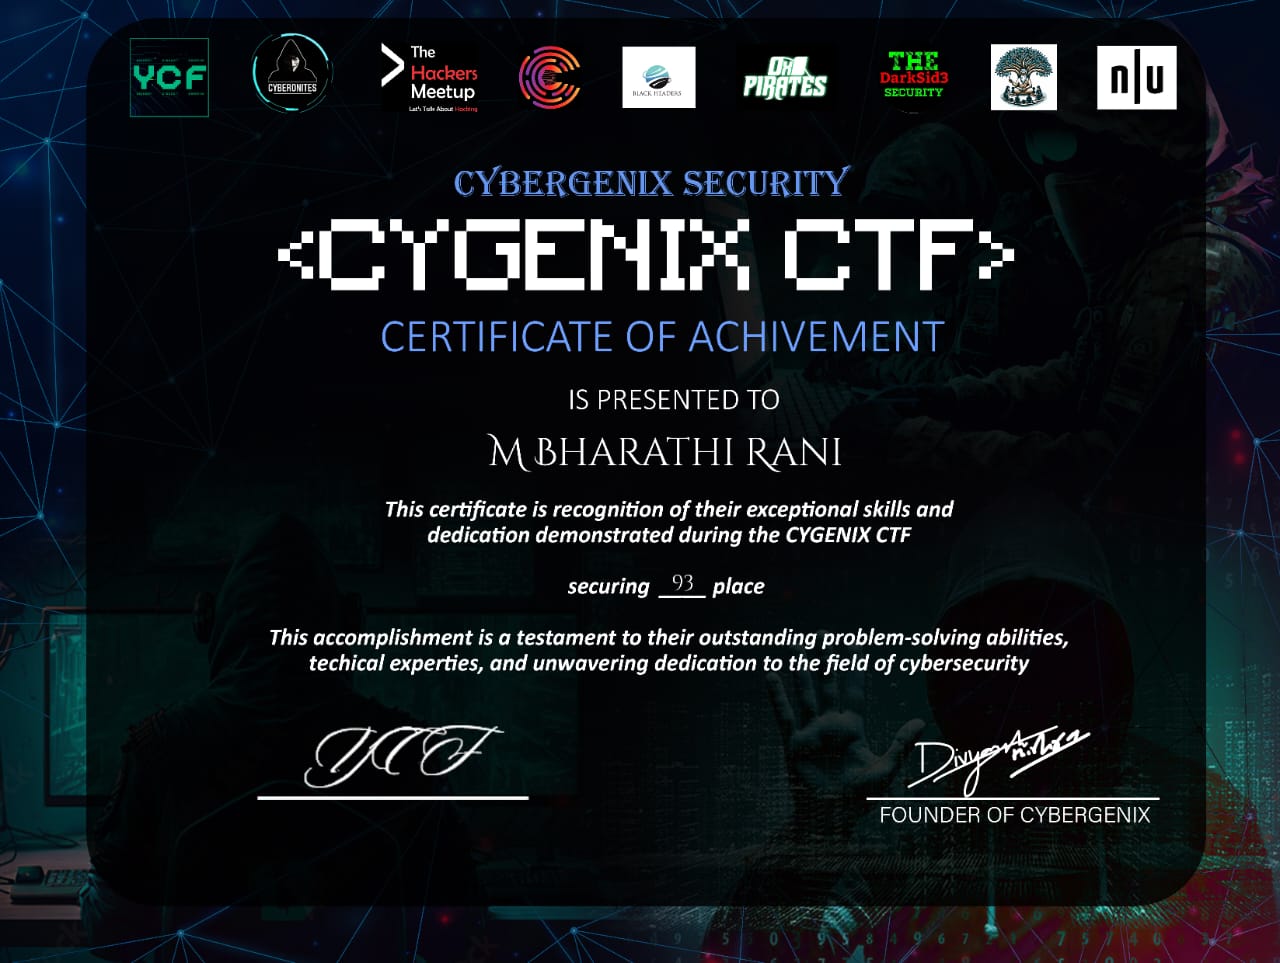 YCF
CYBERONITES
The
Hackers
Meetup
Let's Talk About Hacking
BLACK HEADERS
OH
PIRATES
THE
DarkSid3
SECURITY
n|u
CYBERGENIX SECURITY
<CYGENIX CTF>
CERTIFICATE OF ACHIVEMENT
IS PRESENTED TO
M BHARATHI RANI
This certificate is recognition of their exceptional skills and
dedication demonstrated during the CYGENIX CTF
securing 93 place
This accomplishment is a testament to their outstanding problem-solving abilities,
techical experties, and unwavering dedication to the field of cybersecurity
YCF
FOUNDER OF CYBERGENIX